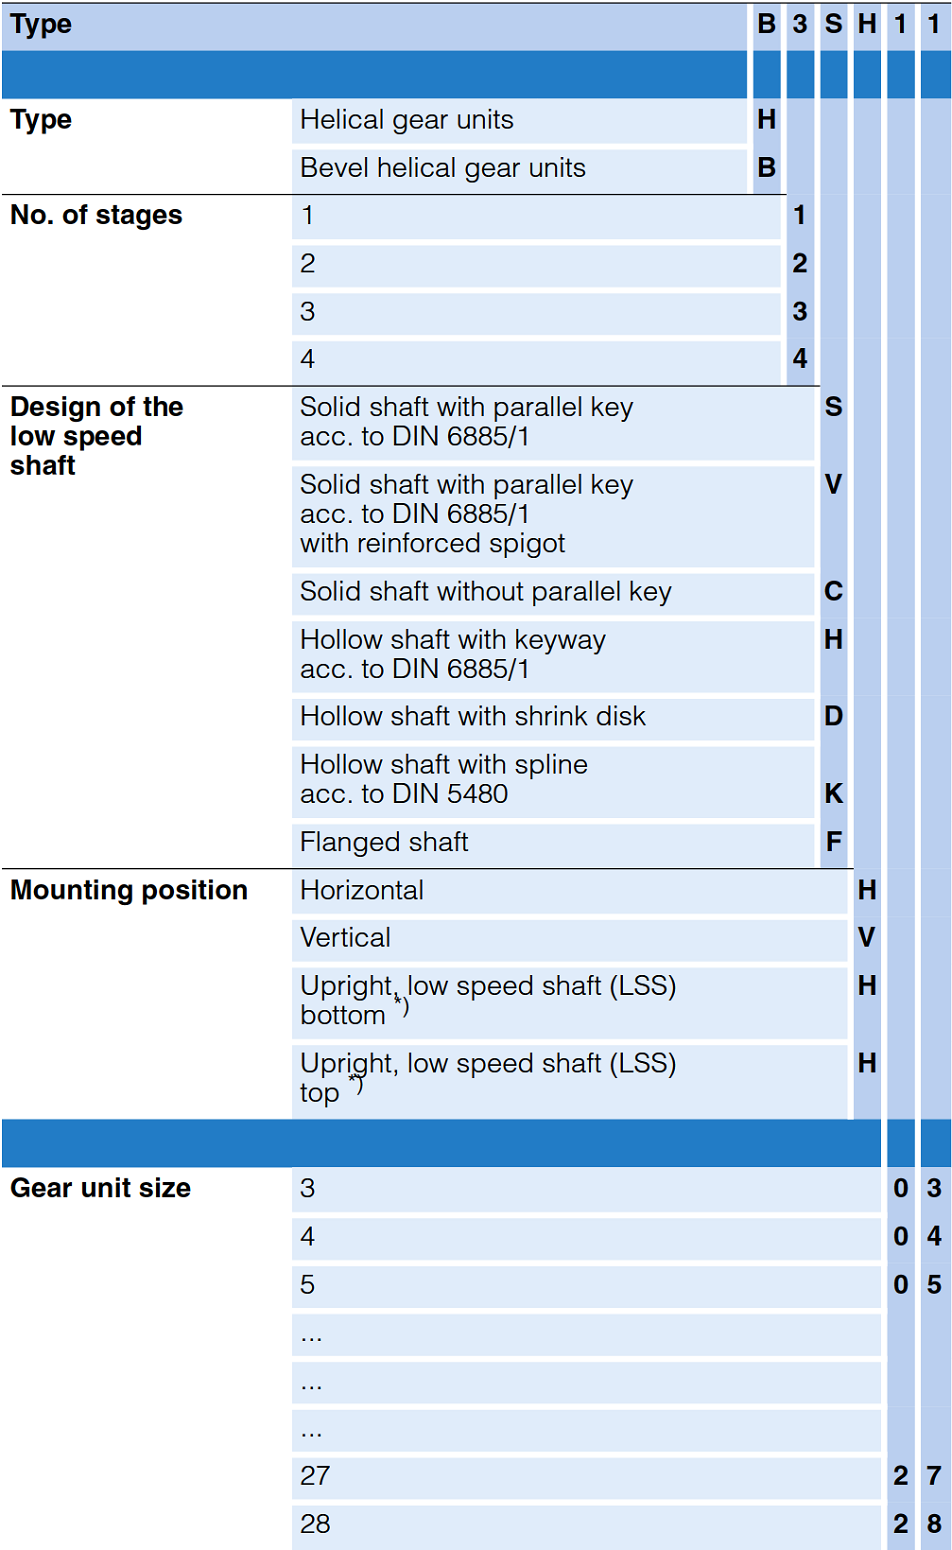 Type B 3 S H 1 1
Type Helical gear units H
Bevel helical gear units B
No. of stages 1 1
2 2
3 3
4 4
Design of the Solid shaft with parallel key S
low speed acc. to DIN 6885/1
shaft
Solid shaft with parallel key V
acc. to DIN 6885/1
with reinforced spigot
Solid shaft without parallel key C
Hollow shaft with keyway H
acc. to DIN 6885/1
Hollow shaft with shrink disk D
Hollow shaft with spline
acc. to DIN 5480 K
Flanged shaft F
Mounting position Horizontal H
Vertical V
Upright, low speed shaft (LSS) H
bottom *)
Upright, low speed shaft (LSS) H
top *)
Gear unit size 3 0 3
4 0 4
5 0 5
...
...
...
27 2 7
28 2 8